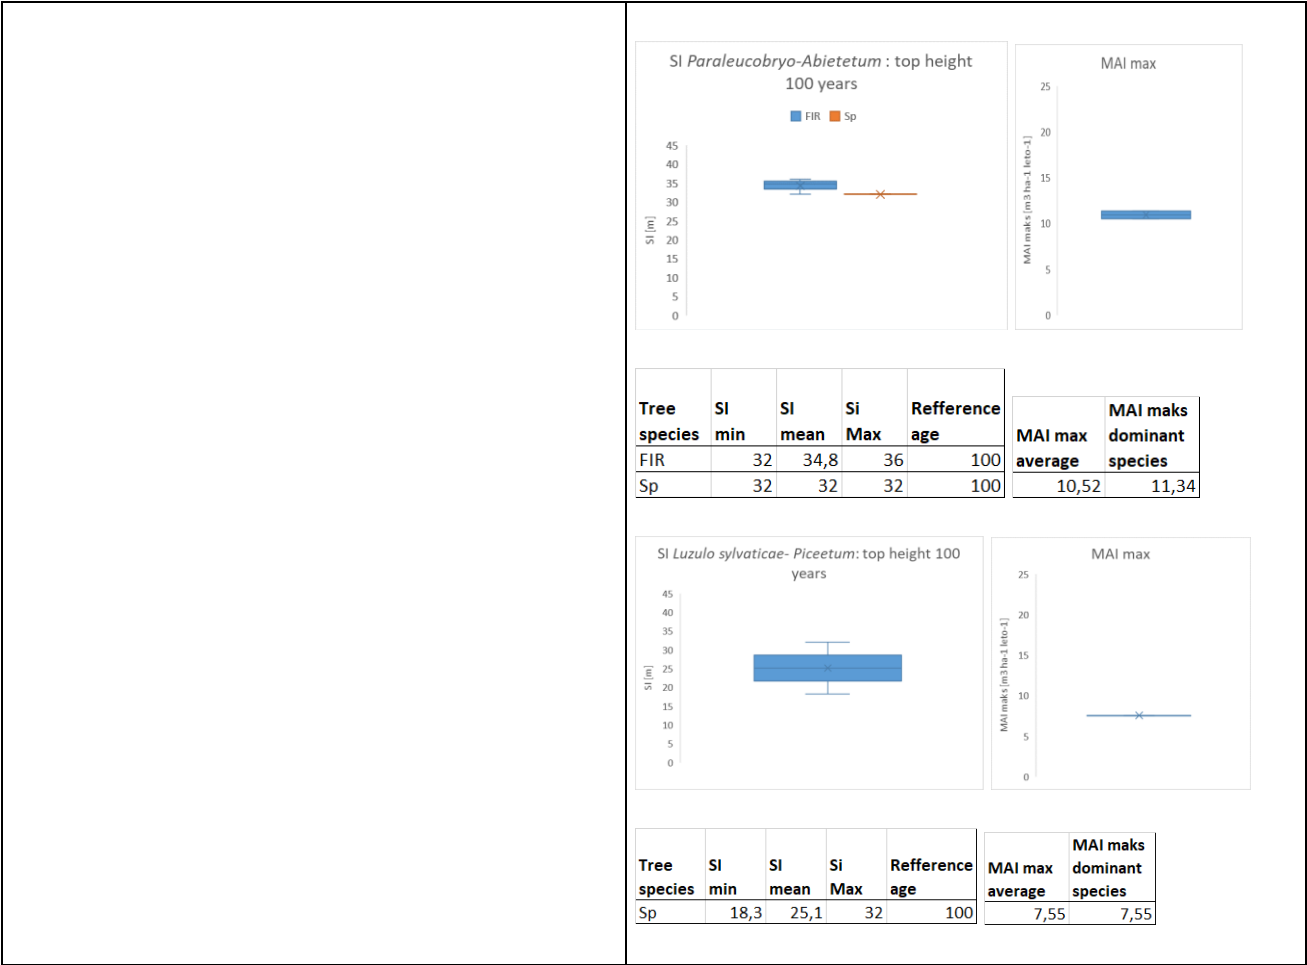 SI Paraleucobryo-Abietetum : top height
100 years
FIR Sp
45
40
35
30
25
20
15
10
5
0
SI [m]
MAI max
25
20
15
10
5
0
MAI maks [m3 ha-1 leto-1]
Tree species SI min SI mean Si Max Refference age
FIR 32 34,8 36 100
Sp 32 32 32 100
MAI max average MAI maks dominant species
10,52 11,34
SI Luzulo sylvaticae- Piceetum: top height 100
years
45
40
35
30
25
20
15
10
5
0
SI [m]
MAI max
25
20
15
10
5
0
MAI maks [m3 ha-1 leto-1]
Tree species SI min SI mean Si Max Refference age
Sp 18,3 25,1 32 100
MAI max average MAI maks dominant species
7,55 7,55